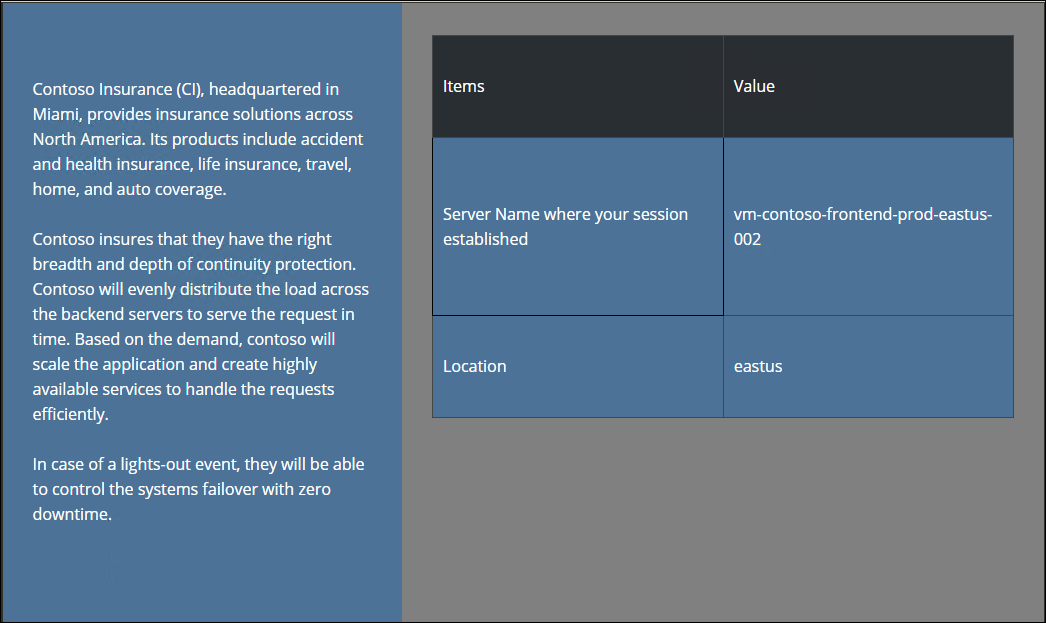 Contoso Insurance (CI), headquartered in
Miami, provides insurance solutions across
North America. Its products include accident
and health insurance, life insurance, travel,
home, and auto coverage.
Contoso insures that they have the right
breadth and depth of continuity protection.
Contoso will evenly distribute the load across
the backend servers to serve the request in
time. Based on the demand, contoso will
scale the application and create highly
available services to handle the requests
efficiently.
In case of a lights-out event, they will be able
to control the systems failover with zero
downtime.
Items
Value
Server Name where your session
established
vm-contoso-frontend-prod-eastus-
002
Location
eastus